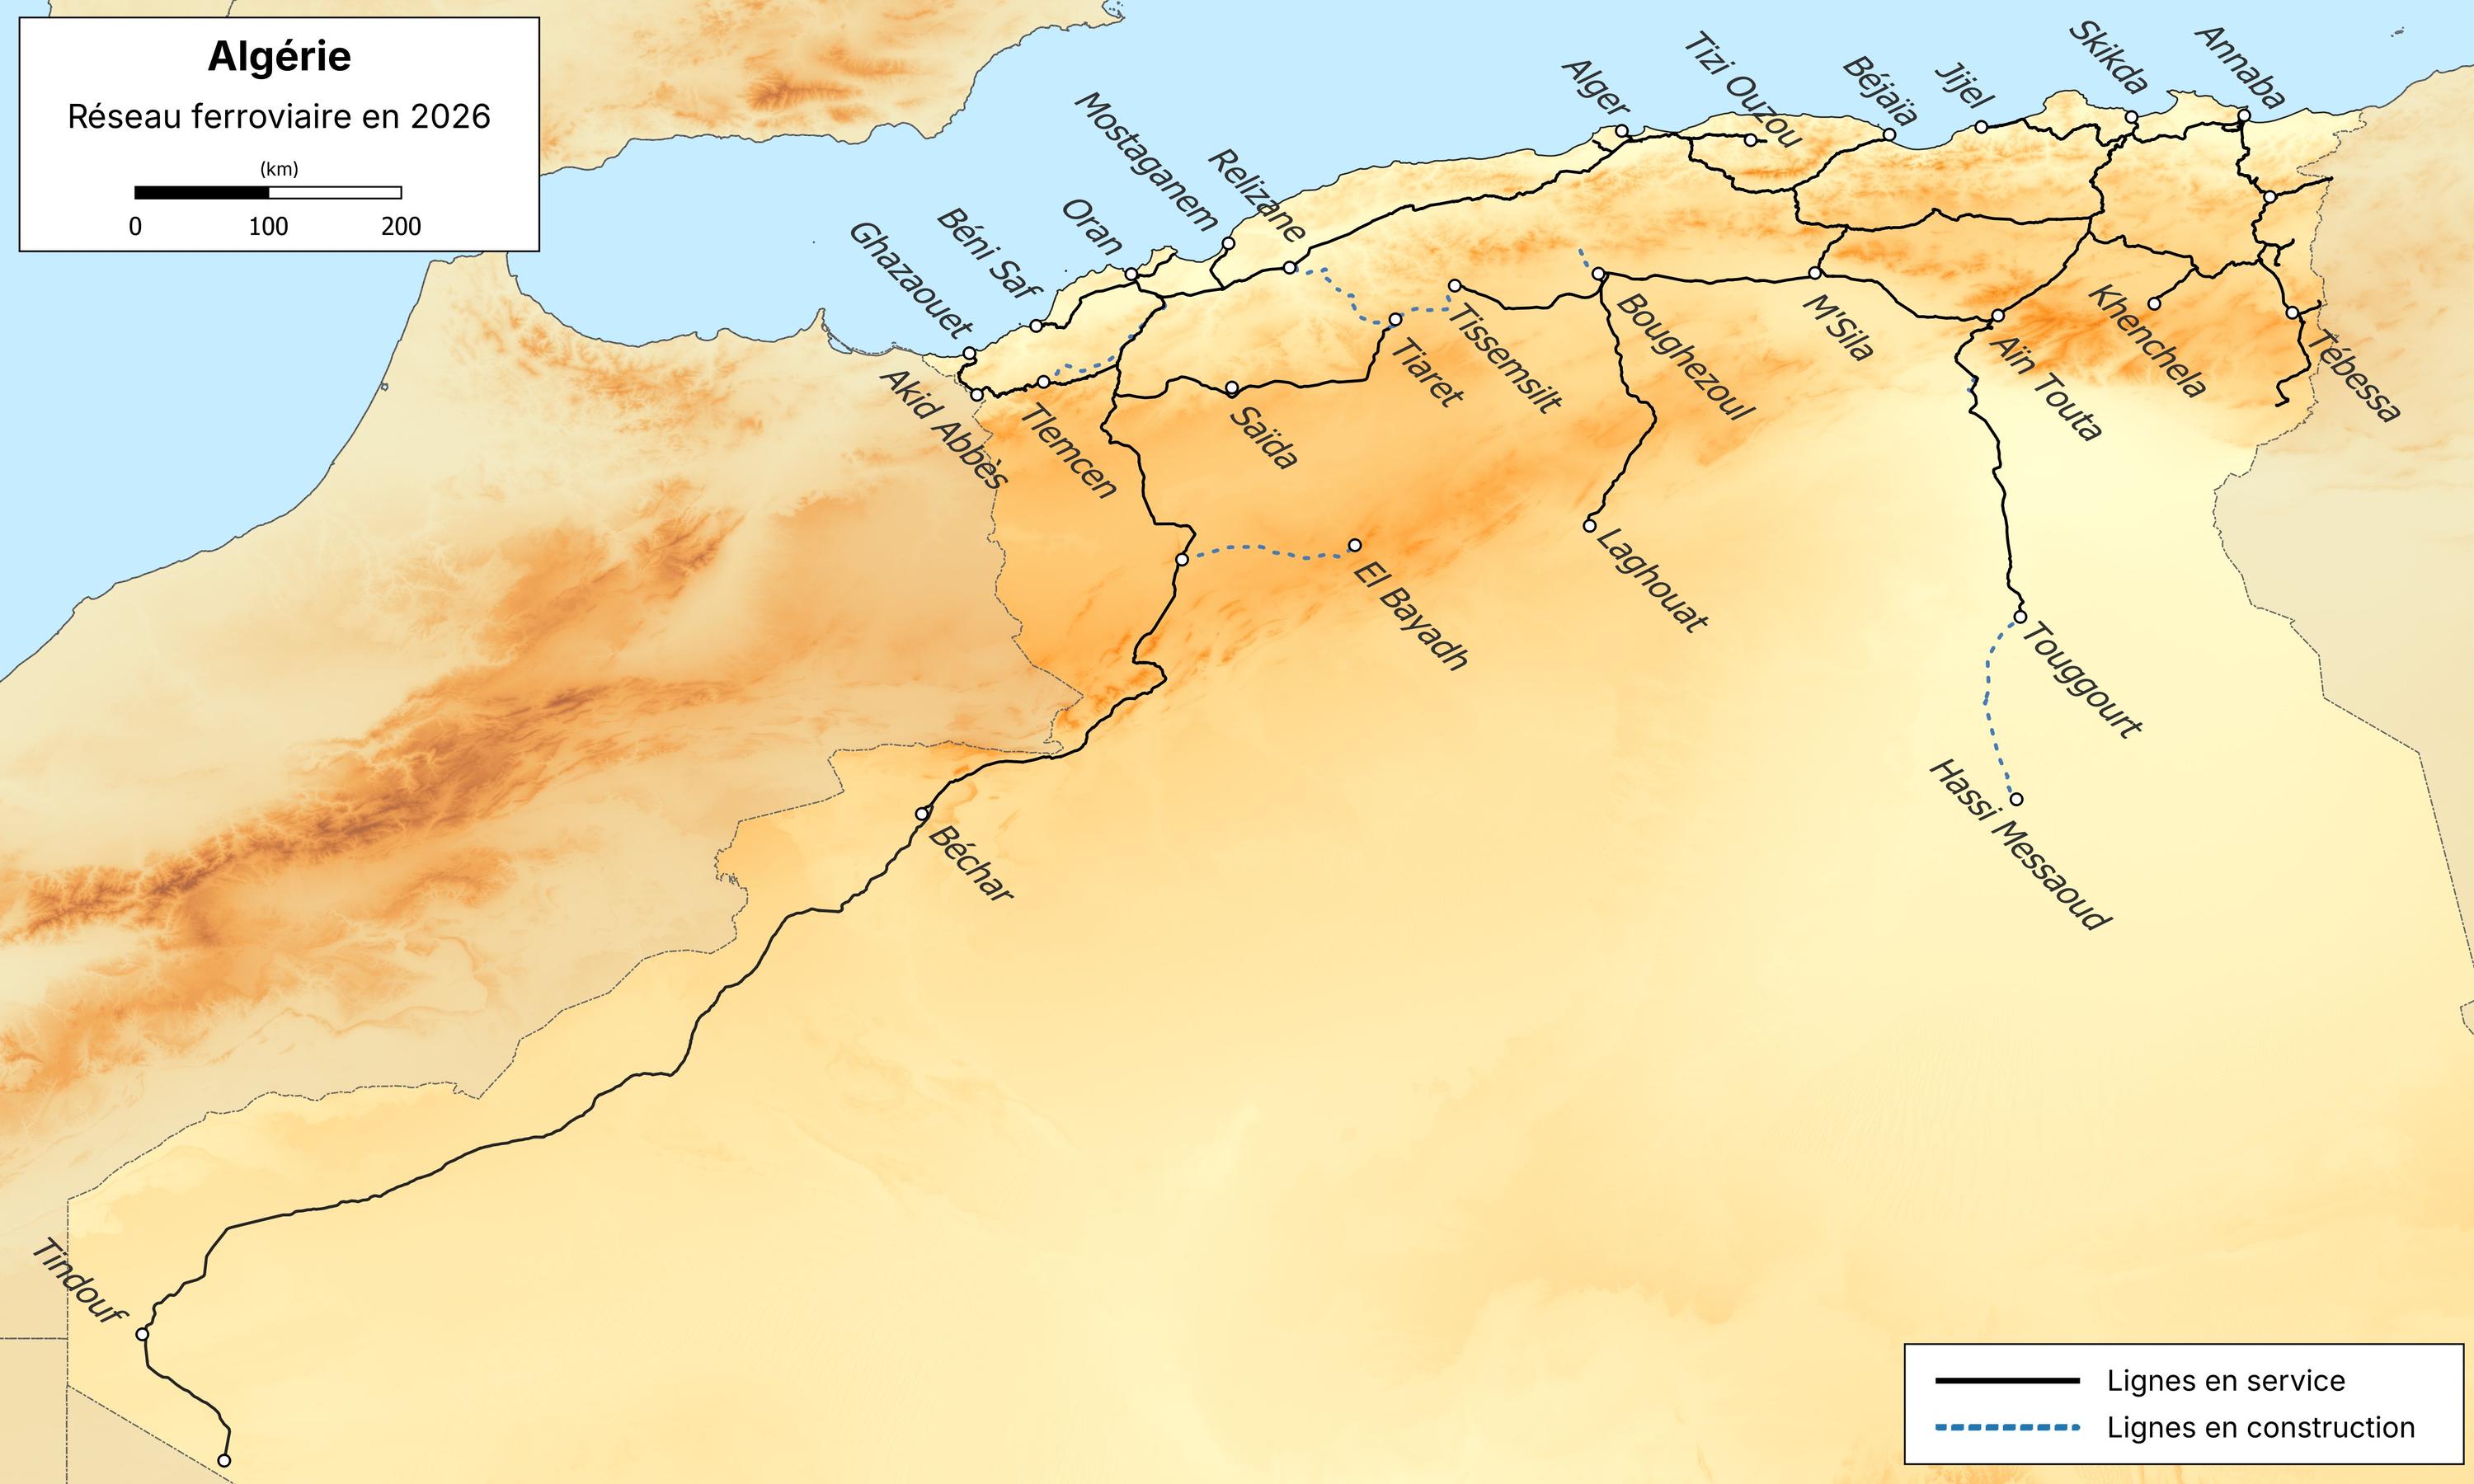 Algérie
Réseau ferroviaire en 2026
(km)
0 100 200
Ghazaouet
Béni Saf
Oran
Mostaganem
Relizane
Alger
Tizi Ouzou
Béjaïa
Jijel
Skikda
Annaba
Akid Abbès
Tlemcen
Saïda
Tiaret
Tissemsilt
Boughezoul
M'Sila
Aïn Touta
Khenchela
Tébessa
El Bayadh
Laghouat
Touggourt
Hassi Messaoud
Béchar
Tindouf
Lignes en service
Lignes en construction